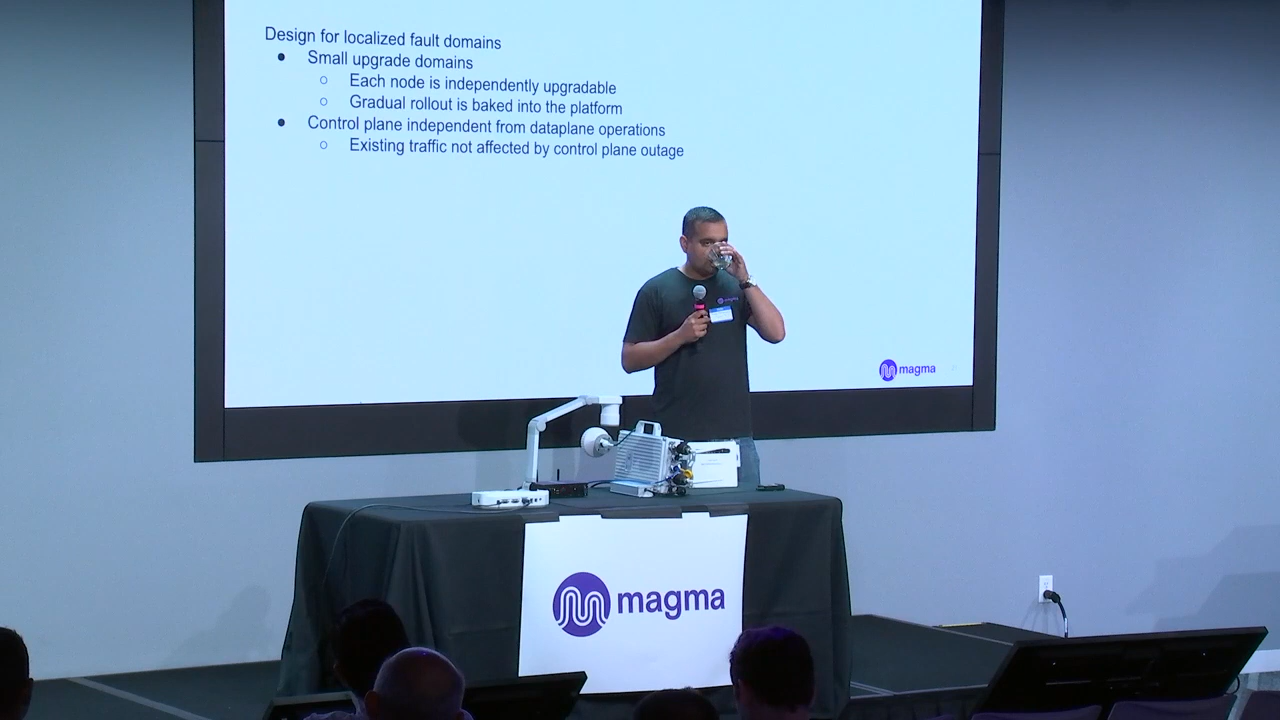 Design for localized fault domains
● Small upgrade domains
○ Each node is independently upgradable
○ Gradual rollout is baked into the platform
● Control plane independent from dataplane operations
○ Existing traffic not affected by control plane outage
magma
magma
magma